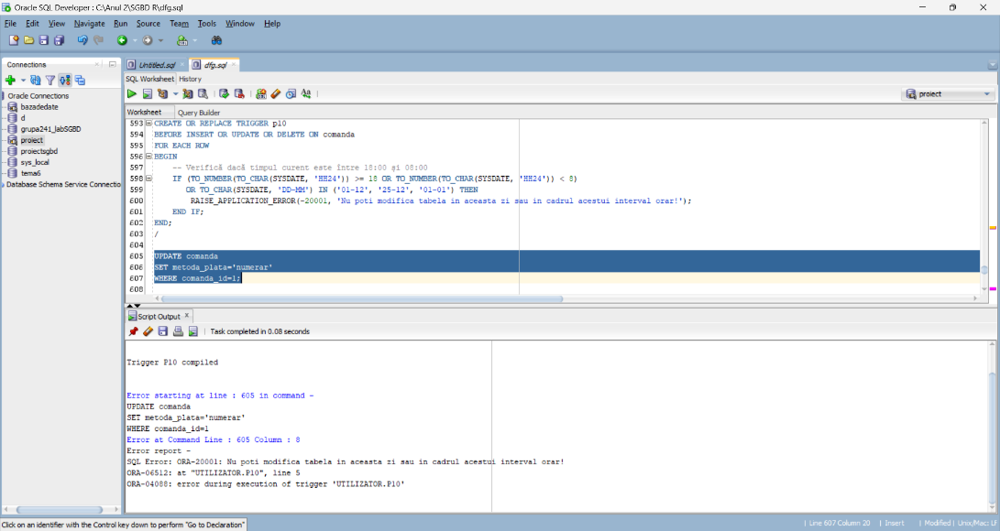 Oracle SQL Developer : C:\Anul 2\SGBD R\dfg.sql
File Edit View Navigate Run Source Team Tools Window Help
Connections
Oracle Connections
bazadedate
d
grupa241_labSGBD
proiect
proiectsgbd
sys_local
tema6
Database Schema Service Connectio
Untitled.sql dfg.sql
SQL Worksheet History
proiect
Worksheet Query Builder
593 CREATE OR REPLACE TRIGGER p10
594 BEFORE INSERT OR UPDATE OR DELETE ON comanda
595 FOR EACH ROW
596 BEGIN
597 -- Verifică dacă timpul curent este între 18:00 și 08:00
598 IF (TO_NUMBER(TO_CHAR(SYSDATE, 'HH24')) >= 18 OR TO_NUMBER(TO_CHAR(SYSDATE, 'HH24')) < 8)
599 OR TO_CHAR(SYSDATE, 'DD-MM') IN ('01-12', '25-12', '01-01') THEN
600 RAISE_APPLICATION_ERROR(-20001, 'Nu poti modifica tabela in aceasta zi sau in cadrul acestui interval orar!');
601 END IF;
602 END;
603 /
604
605 UPDATE comanda
606 SET metoda_plata='numerar'
607 WHERE comanda_id=1;
608
Script Output
Task completed in 0.08 seconds
Trigger P10 compiled
Error starting at line : 605 in command -
UPDATE comanda
SET metoda_plata='numerar'
WHERE comanda_id=1
Error at Command Line : 605 Column : 8
Error report -
SQL Error: ORA-20001: Nu poti modifica tabela in aceasta zi sau in cadrul acestui interval orar!
ORA-06512: at "UTILIZATOR.P10", line 5
ORA-04088: error during execution of trigger 'UTILIZATOR.P10'
Click on an identifier with the Control key down to perform "Go to Declaration"
Line 607 Column 20 | Insert | Modified | Unix/Mac: LF